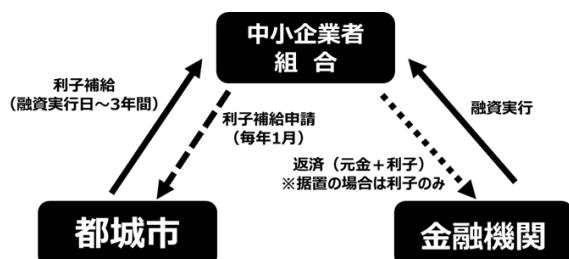 中小企業者
組　合
利子補給
（融資実行日～3年間）
利子補給申請
（毎年1月）
融資実行
返済（元金＋利子）
※据置の場合は利子のみ
都城市
金融機関